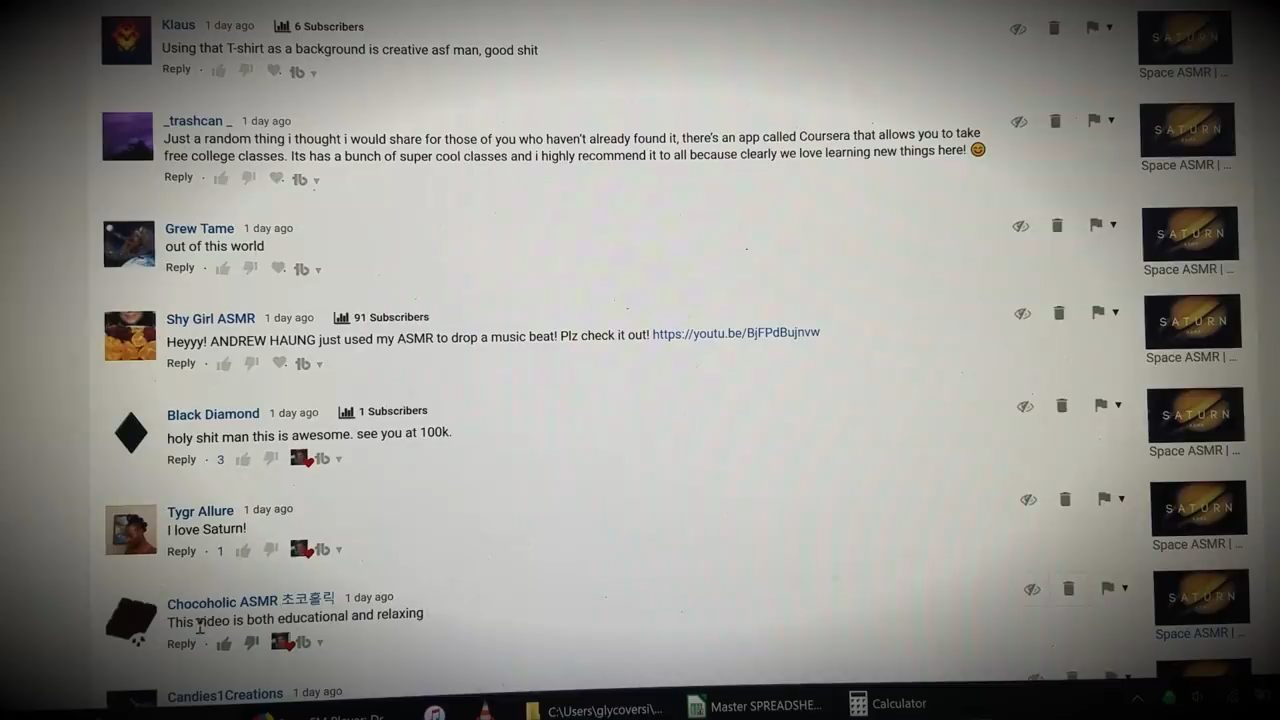 Klaus 1 day ago 6 Subscribers
Using that T-shirt as a background is creative asf man, good shit
Reply
SATURN
Space ASMR | ...
_trashcan _ 1 day ago
Just a random thing i thought i would share for those of you who haven't already found it, there's an app called Coursera that allows you to take
free college classes. Its has a bunch of super cool classes and i highly recommend it to all because clearly we love learning new things here!
Reply
SATURN
Space ASMR | ...
Grew Tame 1 day ago
out of this world
Reply
SATURN
Space ASMR | ...
Shy Girl ASMR 1 day ago 91 Subscribers
Heyyy! ANDREW HAUNG just used my ASMR to drop a music beat! Plz check it out! https://youtu.be/BjFPdBujnvw
Reply
SATURN
Space ASMR | ...
Black Diamond 1 day ago 1 Subscribers
holy shit man this is awesome. see you at 100k.
Reply · 3
SATURN
Space ASMR | ...
Tygr Allure 1 day ago
I love Saturn!
Reply · 1
SATURN
Space ASMR | ...
Chocoholic ASMR 초코홀릭 1 day ago
This video is both educational and relaxing
Reply
SATURN
Space ASMR | ...
Candies1Creations 1 day ago
C:\Users\glycoversi\...
Master SPREADSHE...
Calculator